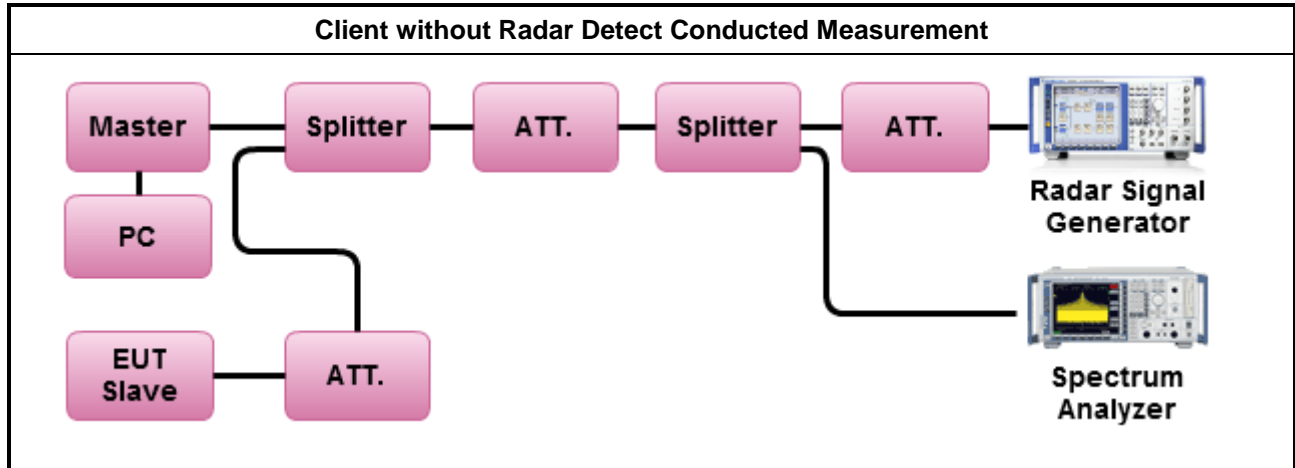 Client without Radar Detect Conducted Measurement
Master
Splitter
ATT.
Splitter
ATT.
Radar Signal
Generator
PC
EUT
Slave
ATT.
Spectrum
Analyzer